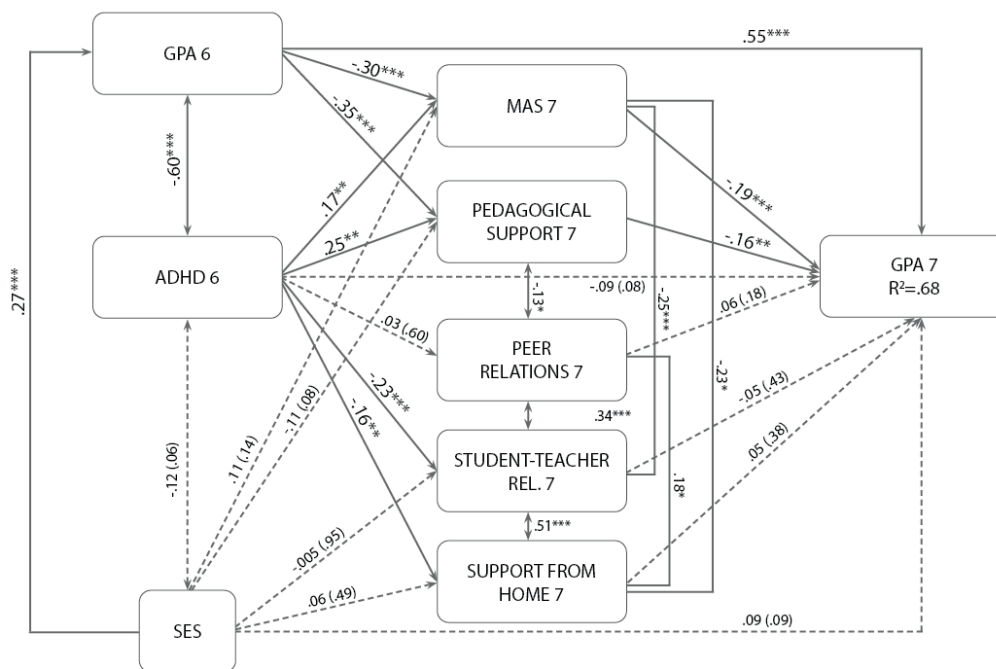 GPA 6
.55***
-.30***
-.35***
MAS 7
-.60***
.17**
PEDAGOGICAL
SUPPORT 7
-.19***
.25**
-.16**
ADHD 6
GPA 7
R²=.68
.27***
-.09 (.08)
-.13*
-.25***
.06 (.18)
.03 (.60)
PEER
RELATIONS 7
-.23*
-.23***
-.16**
.34***
-.05 (.43)
-.12 (.06)
.11 (.14)
-.11 (.08)
STUDENT-TEACHER
REL. 7
.18*
.05 (.38)
.51***
-.005 (.95)
SUPPORT FROM
HOME 7
.06 (.49)
SES
.09 (.09)